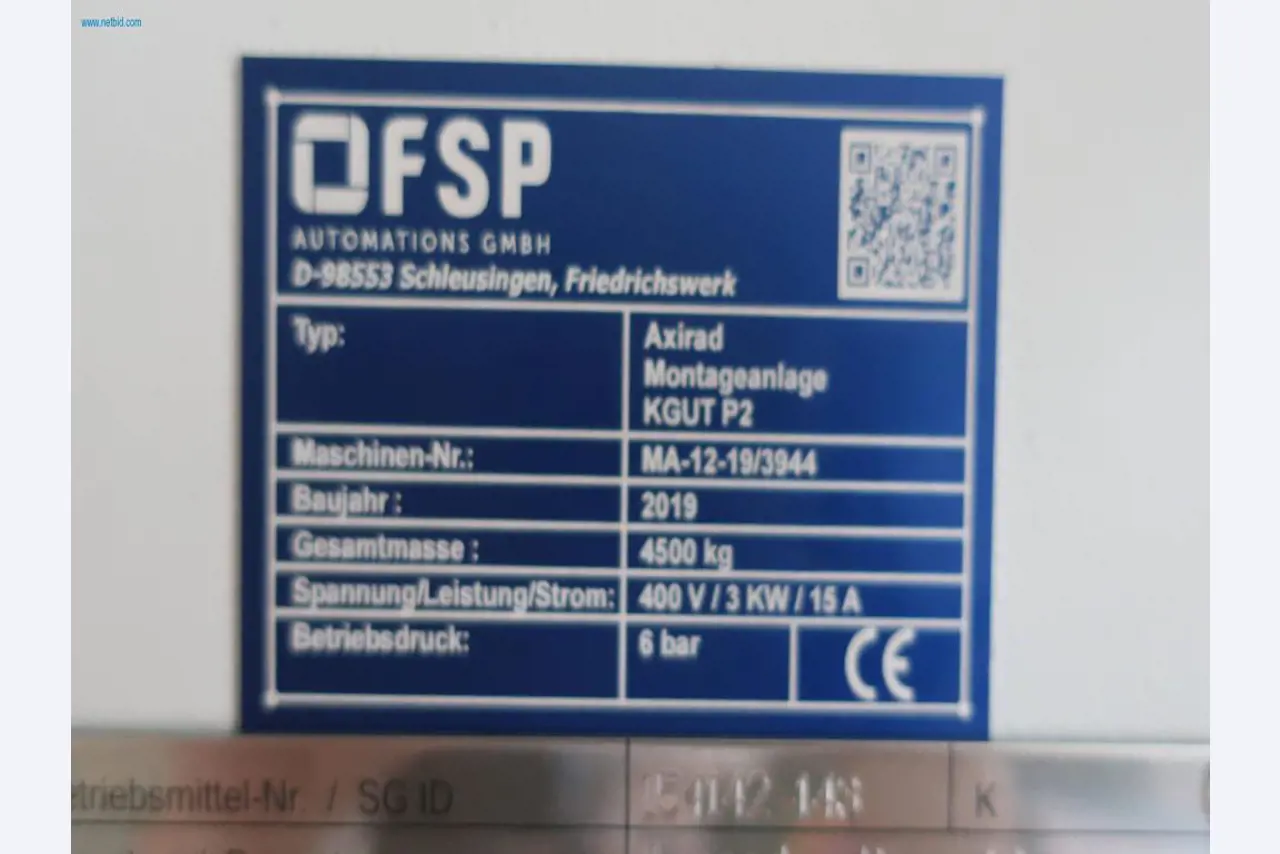 www.netbid.com
FSP
AUTOMATIONS GMBH
D-98553 Schleusingen, Friedrichswerk
Typ: Axirad
Montageanlage
KGUT P2
Maschinen-Nr.: MA-12-19/3944
Baujahr : 2019
Gesamtmasse : 4500 kg
Spannung/Leistung/Strom: 400 V / 3 KW / 15 A
Betriebsdruck: 6 bar CE
etriebsmittel-Nr. / SG ID K